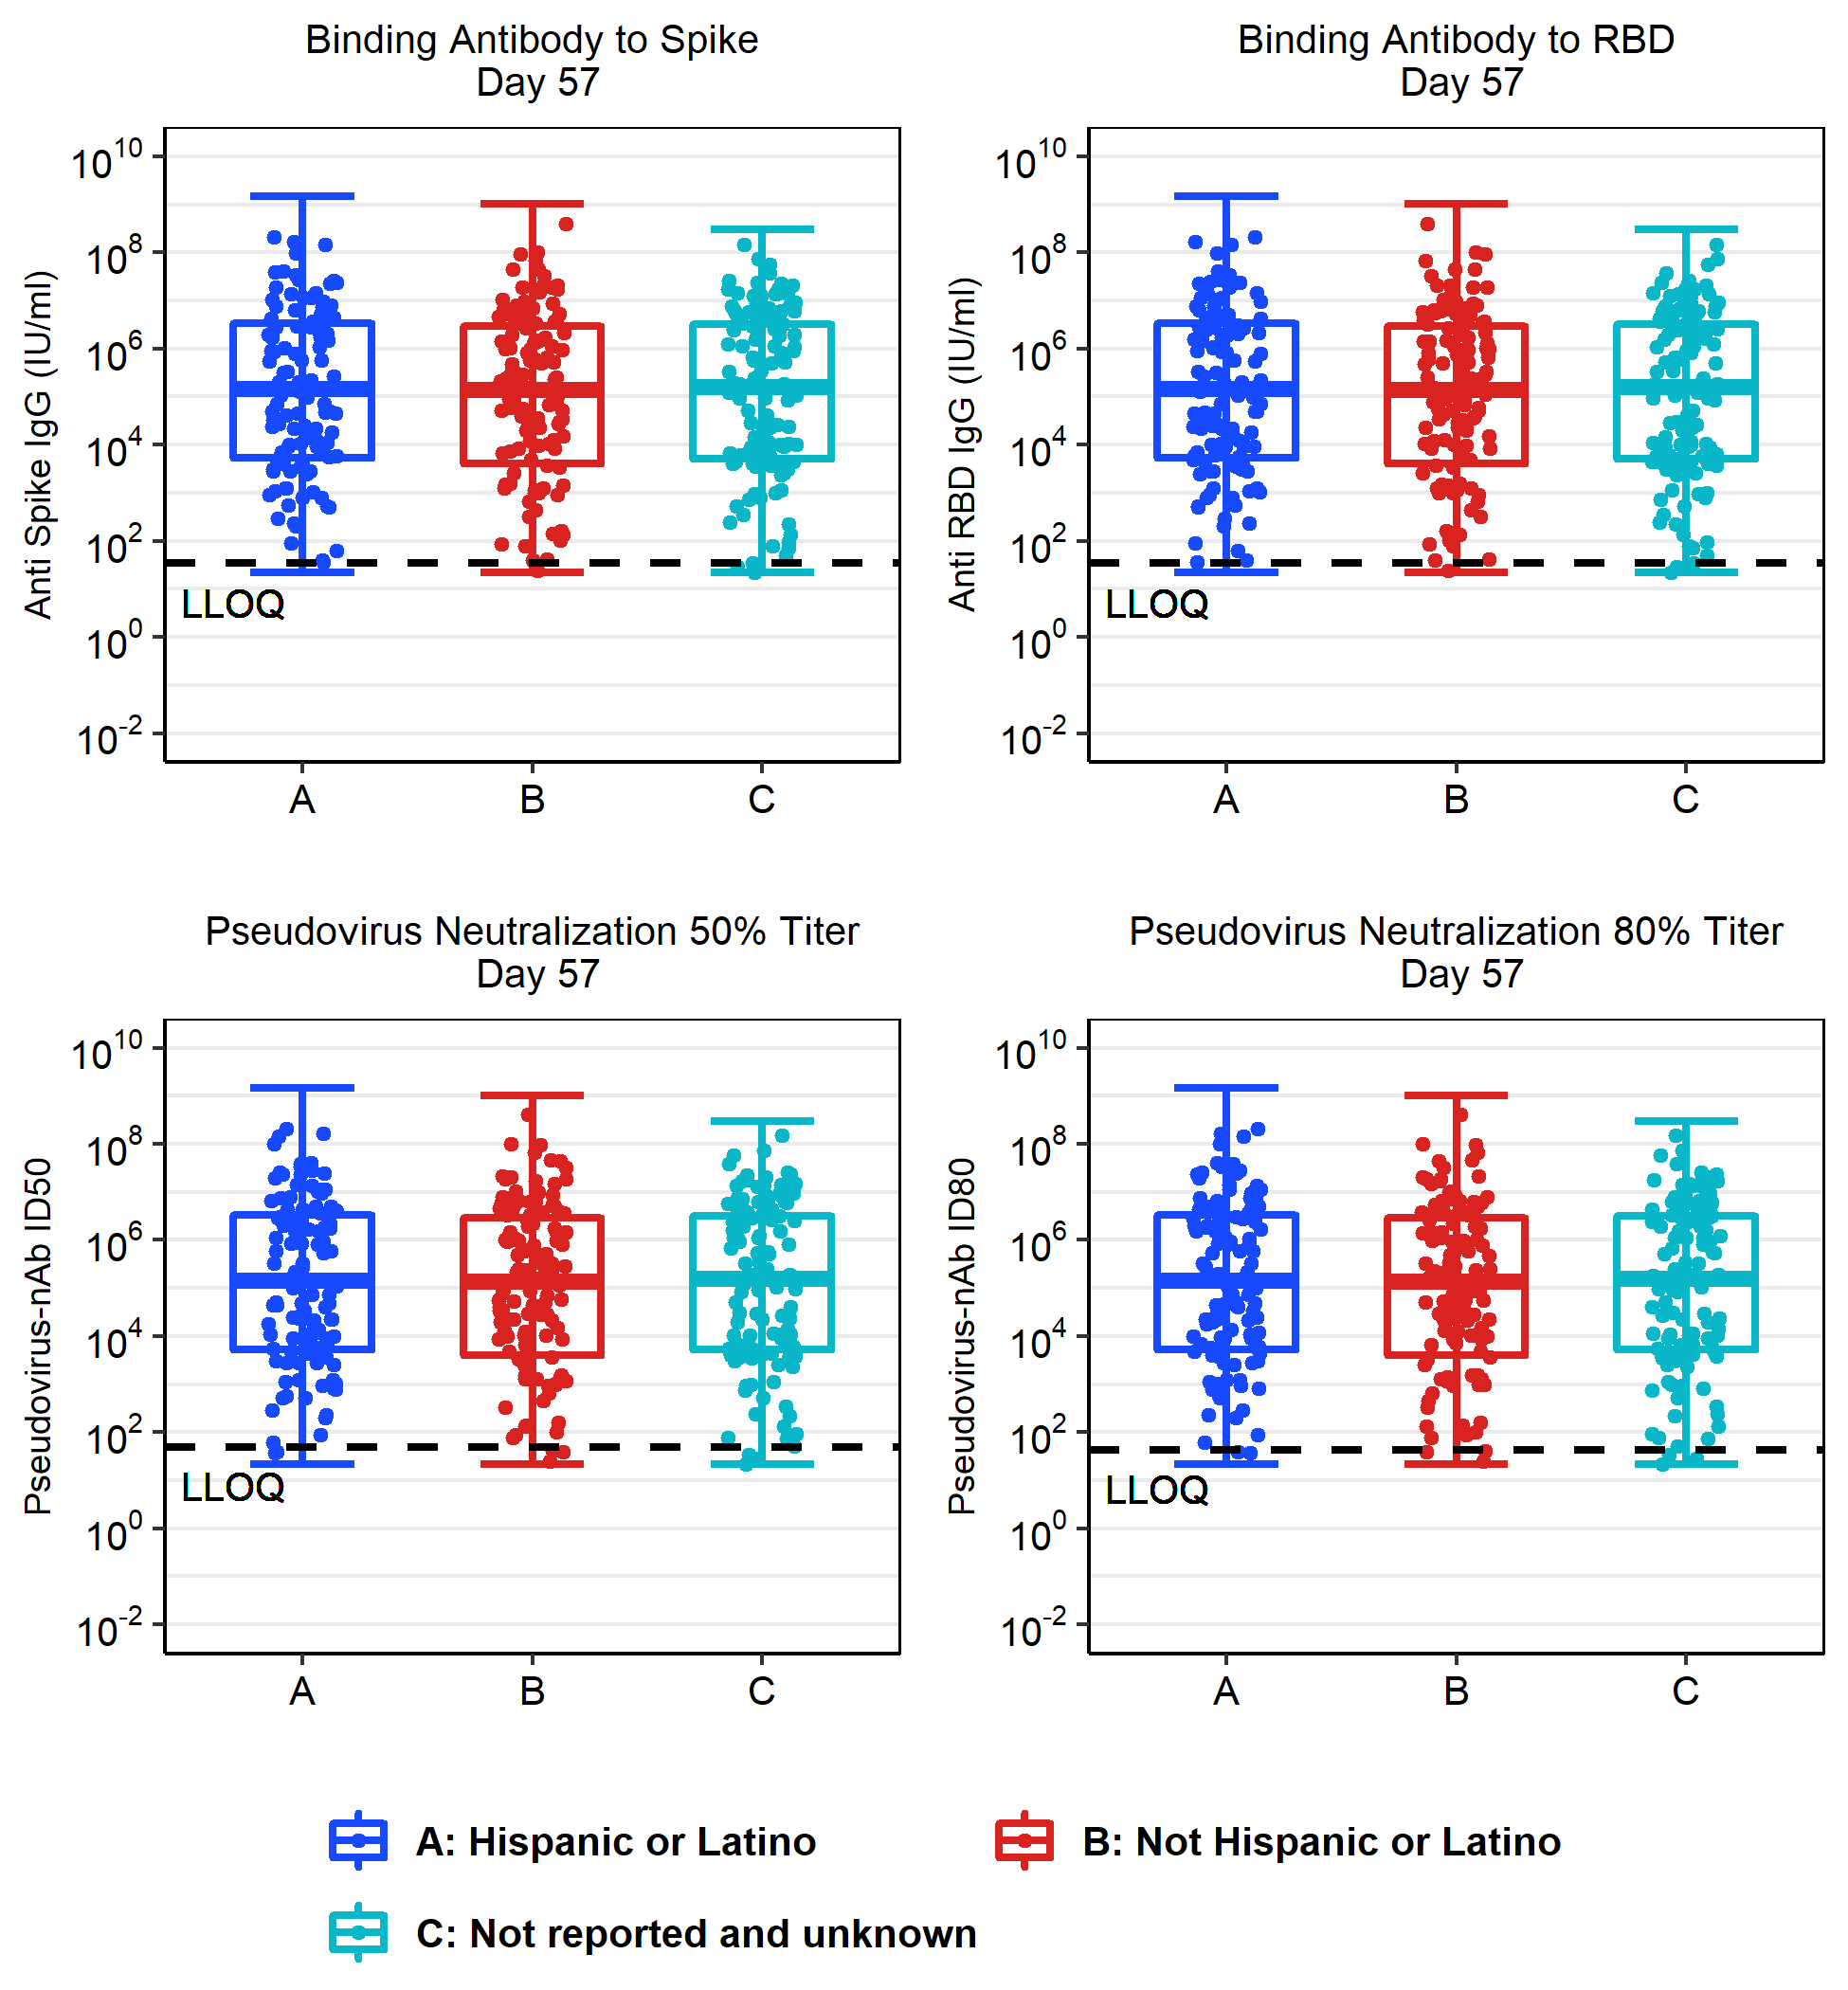 Binding Antibody to Spike
Day 57
Anti Spike IgG (IU/ml)
10^10
10^8
10^6
10^4
10^2
10^0
10^-2
LLOQ
A B C
Binding Antibody to RBD
Day 57
Anti RBD IgG (IU/ml)
10^10
10^8
10^6
10^4
10^2
10^0
10^-2
LLOQ
A B C
Pseudovirus Neutralization 50% Titer
Day 57
Pseudovirus-nAb ID50
10^10
10^8
10^6
10^4
10^2
10^0
10^-2
LLOQ
A B C
Pseudovirus Neutralization 80% Titer
Day 57
Pseudovirus-nAb ID80
10^10
10^8
10^6
10^4
10^2
10^0
10^-2
LLOQ
A B C
A: Hispanic or Latino
B: Not Hispanic or Latino
C: Not reported and unknown